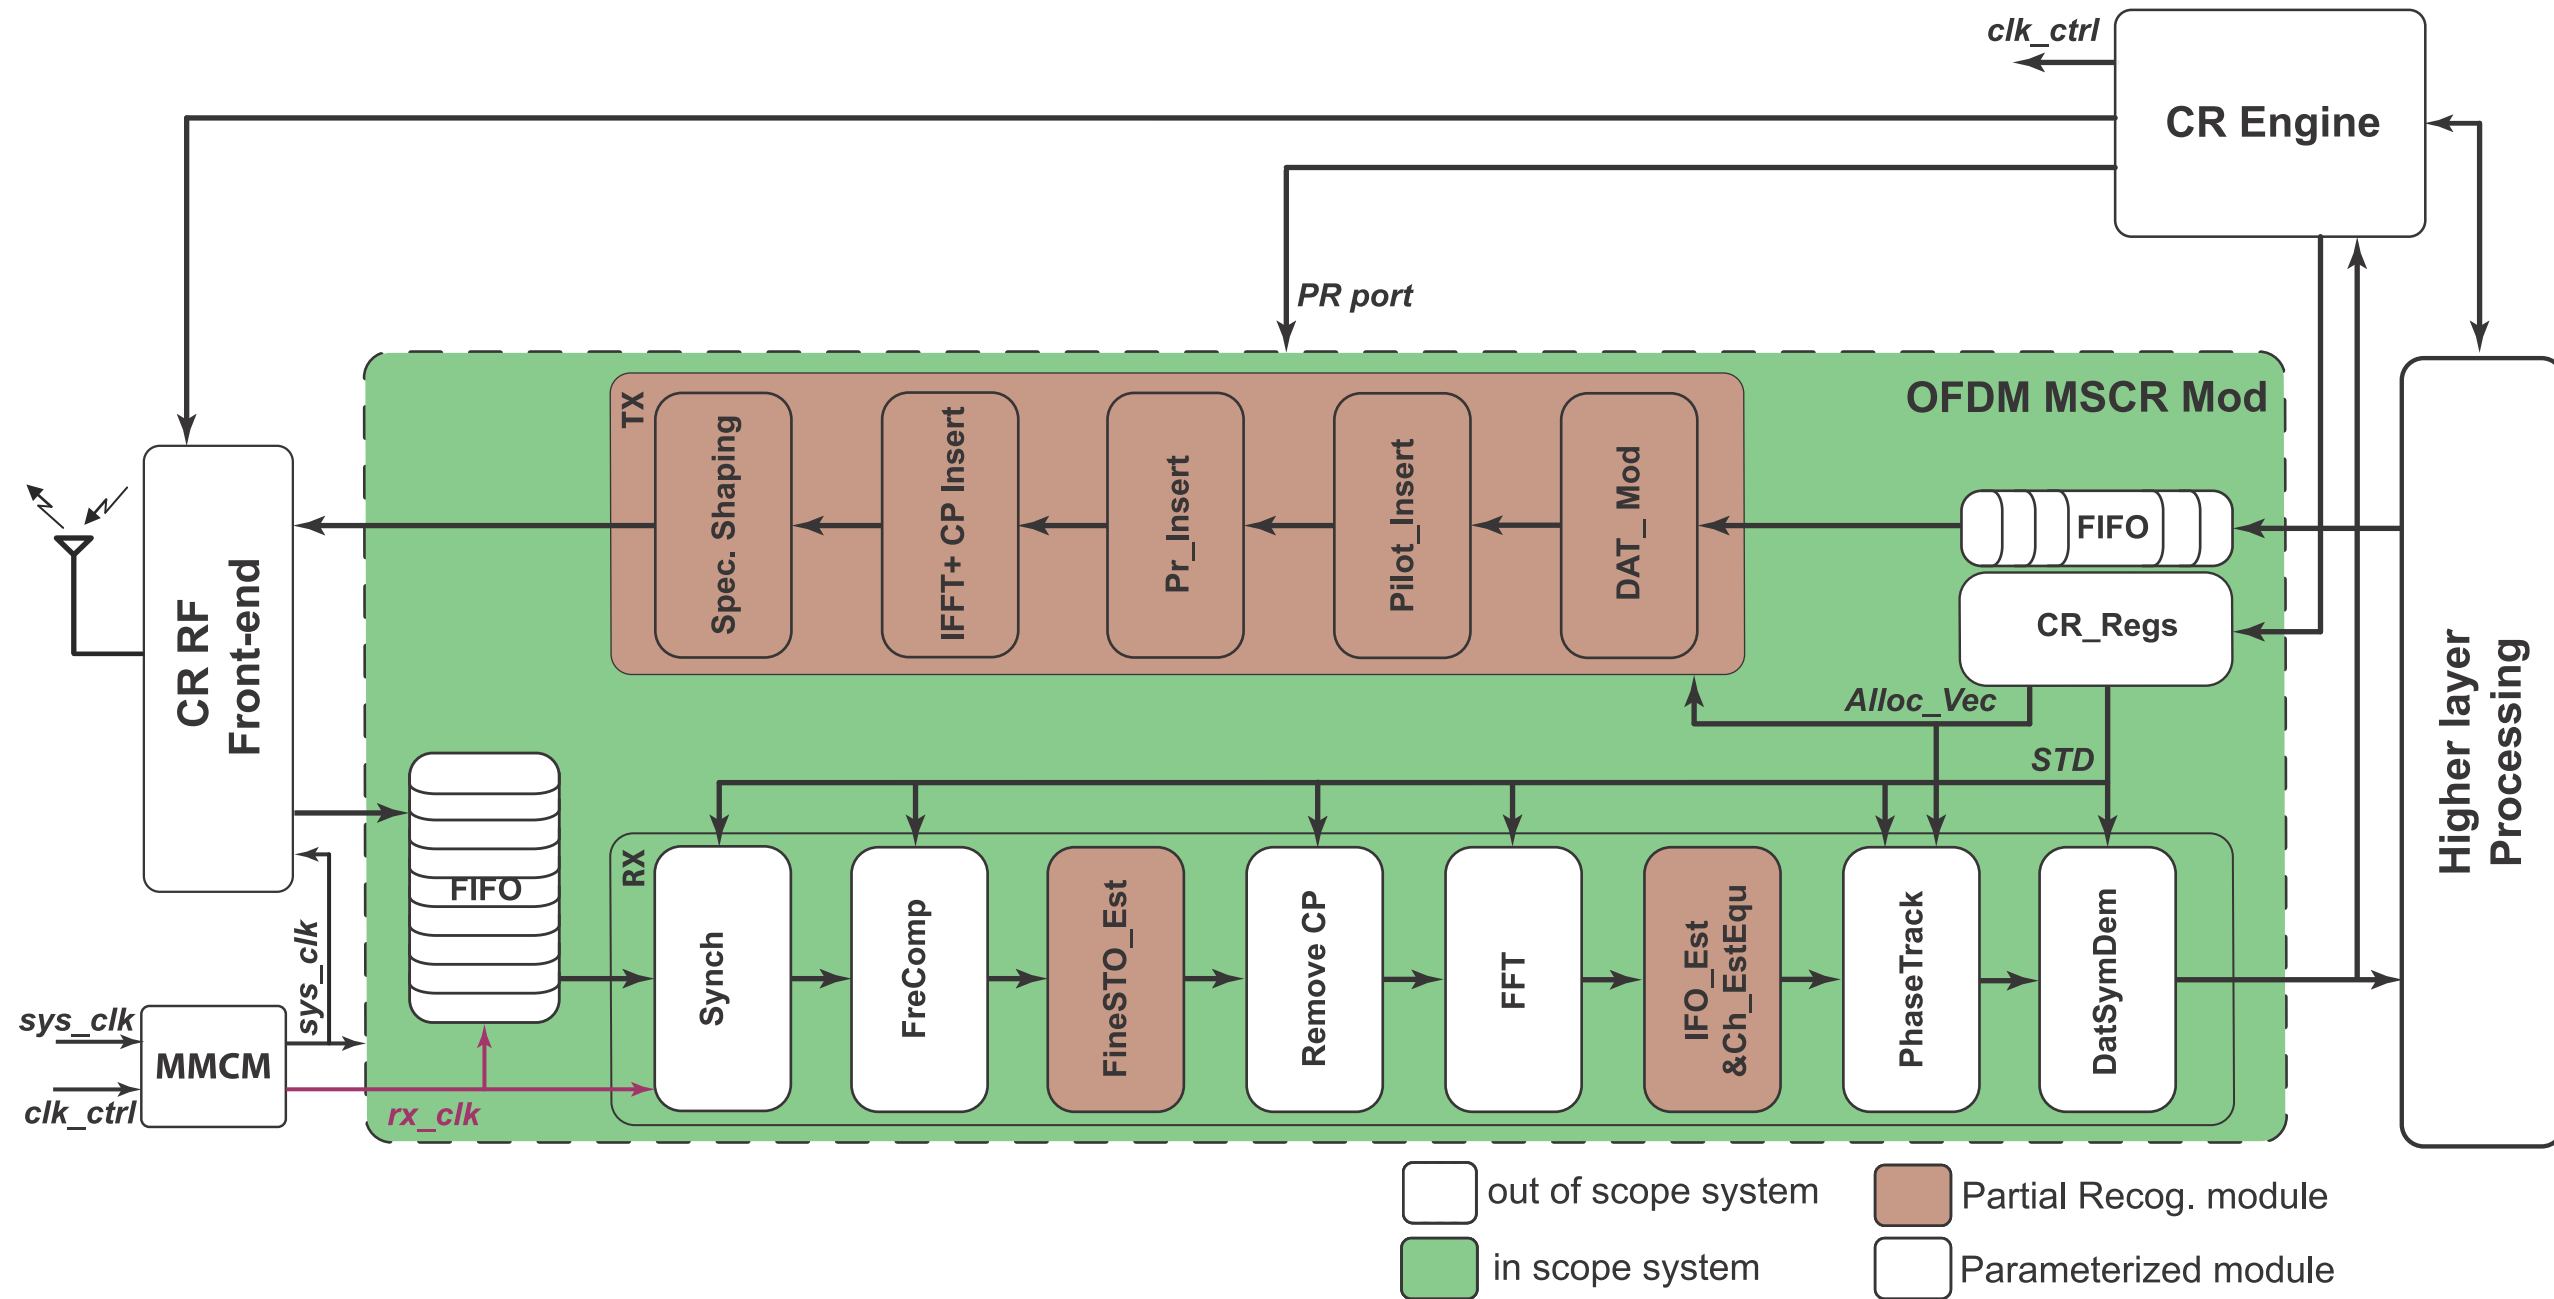 clk_ctrl
CR Engine
PR port
OFDM MSCR Mod
TX
Spec. Shaping
IFFT+ CP Insert
Pr_Insert
Pilot_Insert
DAT_Mod
FIFO
CR_Regs
CR RF
Front-end
Higher layer
Processing
Alloc_Vec
STD
FIFO
RX
Synch
FreComp
FineSTO_Est
Remove CP
FFT
IFO_Est
&Ch_EstEqu
PhaseTrack
DatSymDem
sys_clk
sys_clk
MMCM
clk_ctrl
rx_clk
out of scope system
Partial Recog. module
in scope system
Parameterized module